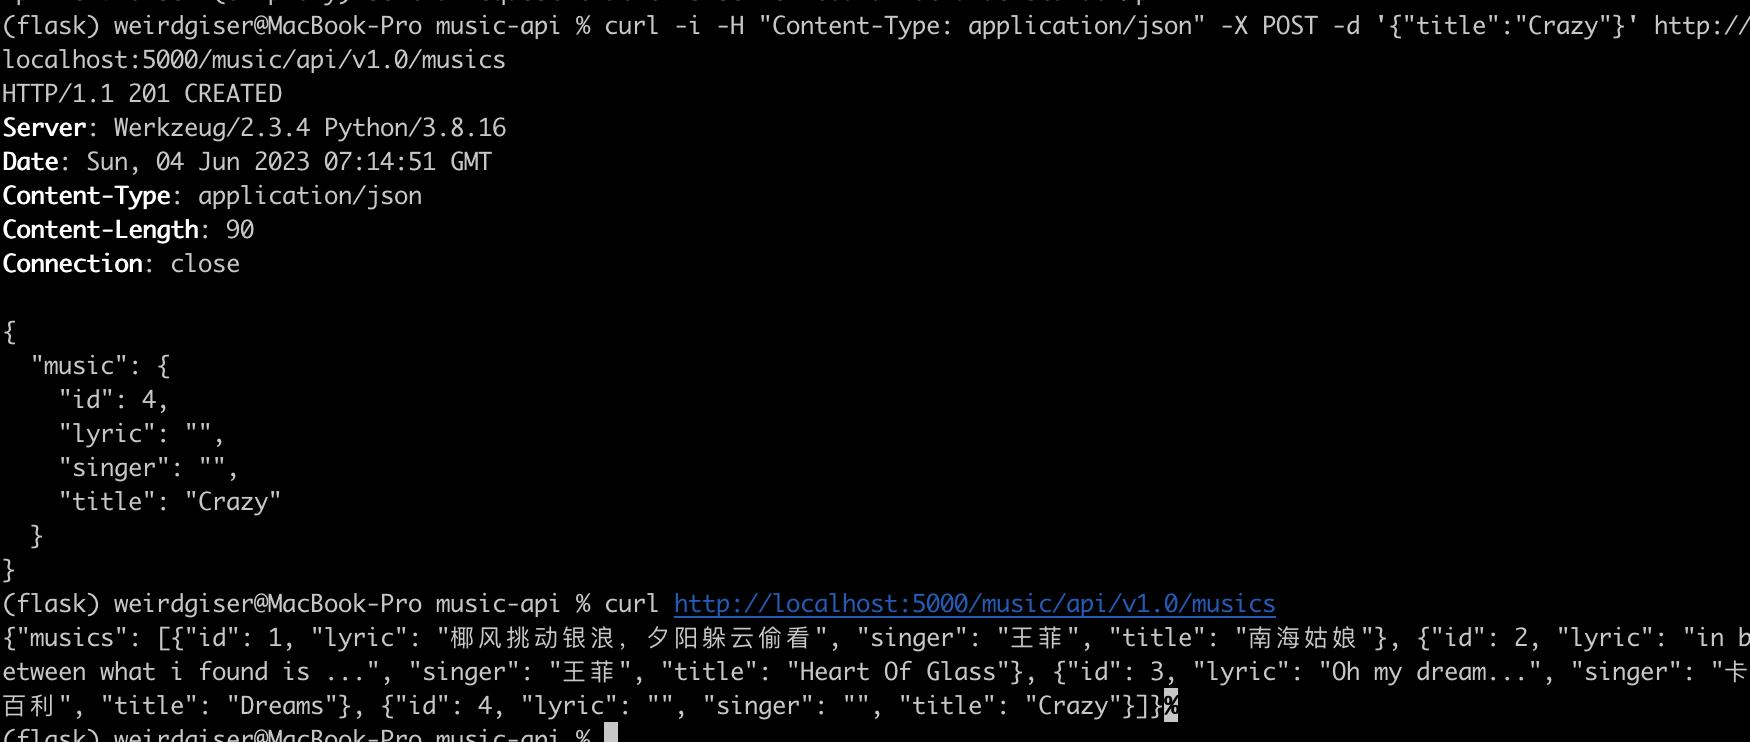 (flask) weirdgiser@MacBook-Pro music-api % curl -i -H "Content-Type: application/json" -X POST -d '{"title":"Crazy"}' http://
localhost:5000/music/api/v1.0/musics
HTTP/1.1 201 CREATED
Server: Werkzeug/2.3.4 Python/3.8.16
Date: Sun, 04 Jun 2023 07:14:51 GMT
Content-Type: application/json
Content-Length: 90
Connection: close
{
"music": {
"id": 4,
"lyric": "",
"singer": "",
"title": "Crazy"
}
}
(flask) weirdgiser@MacBook-Pro music-api % curl http://localhost:5000/music/api/v1.0/musics
{"musics": [{"id": 1, "lyric": "椰风挑动银浪，夕阳躲云偷看", "singer": "王菲", "title": "南海姑娘"}, {"id": 2, "lyric": "in b
etween what i found is ...", "singer": "王菲", "title": "Heart Of Glass"}, {"id": 3, "lyric": "Oh my dream...", "singer": "卡
百利", "title": "Dreams"}, {"id": 4, "lyric": "", "singer": "", "title": "Crazy"}]}%
(flask) weirdgiser@MacBook-Pro music-api %